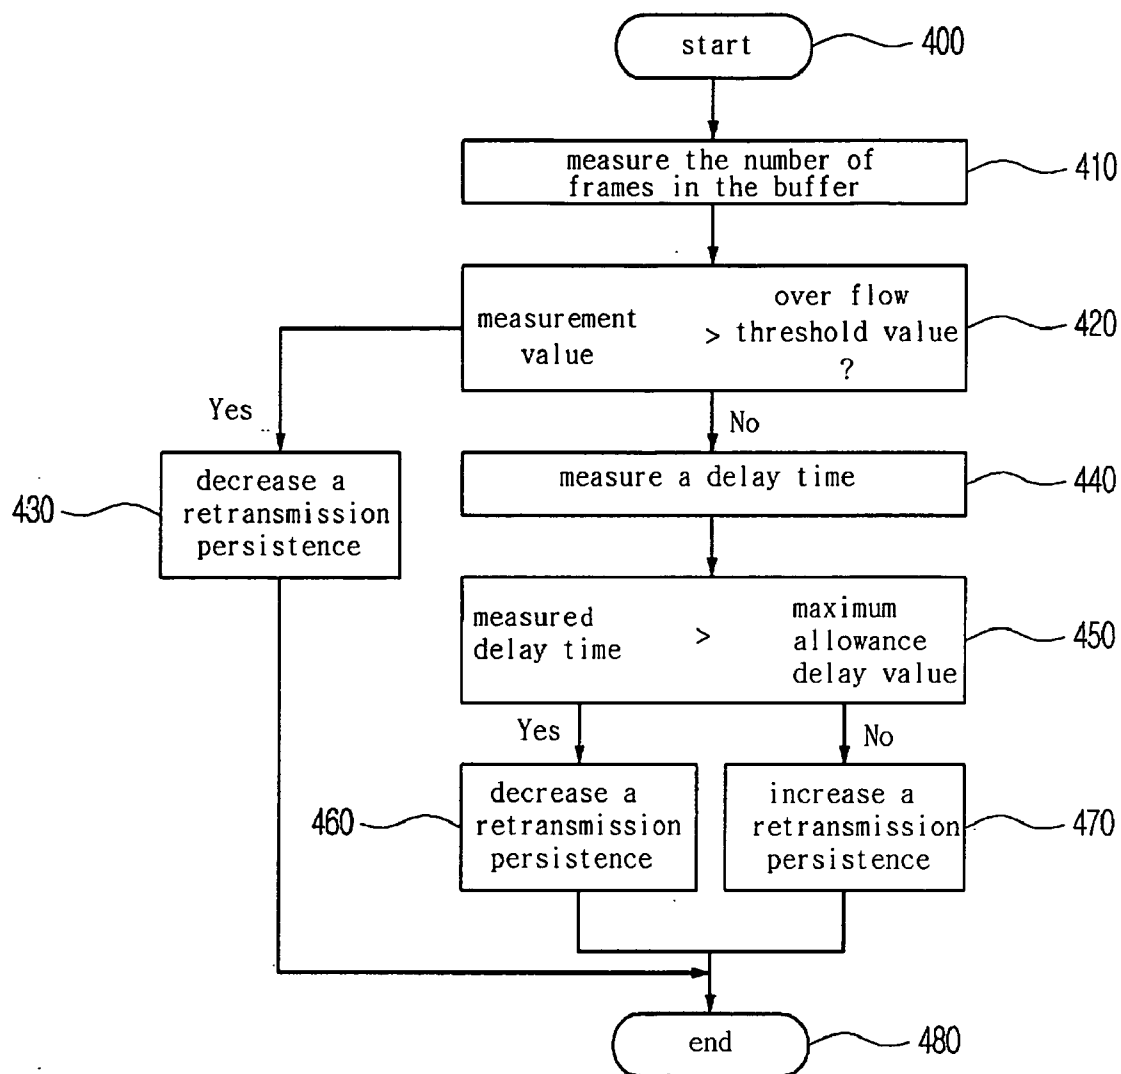 start
400
measure the number of
frames in the buffer
410
measurement
value
>
over flow
threshold value
?
420
Yes
No
430
decrease a
retransmission
persistence
measure a delay time
440
measured
delay time
>
maximum
allowance
delay value
450
Yes
No
460
decrease a
retransmission
persistence
increase a
retransmission
persistence
470
end
480